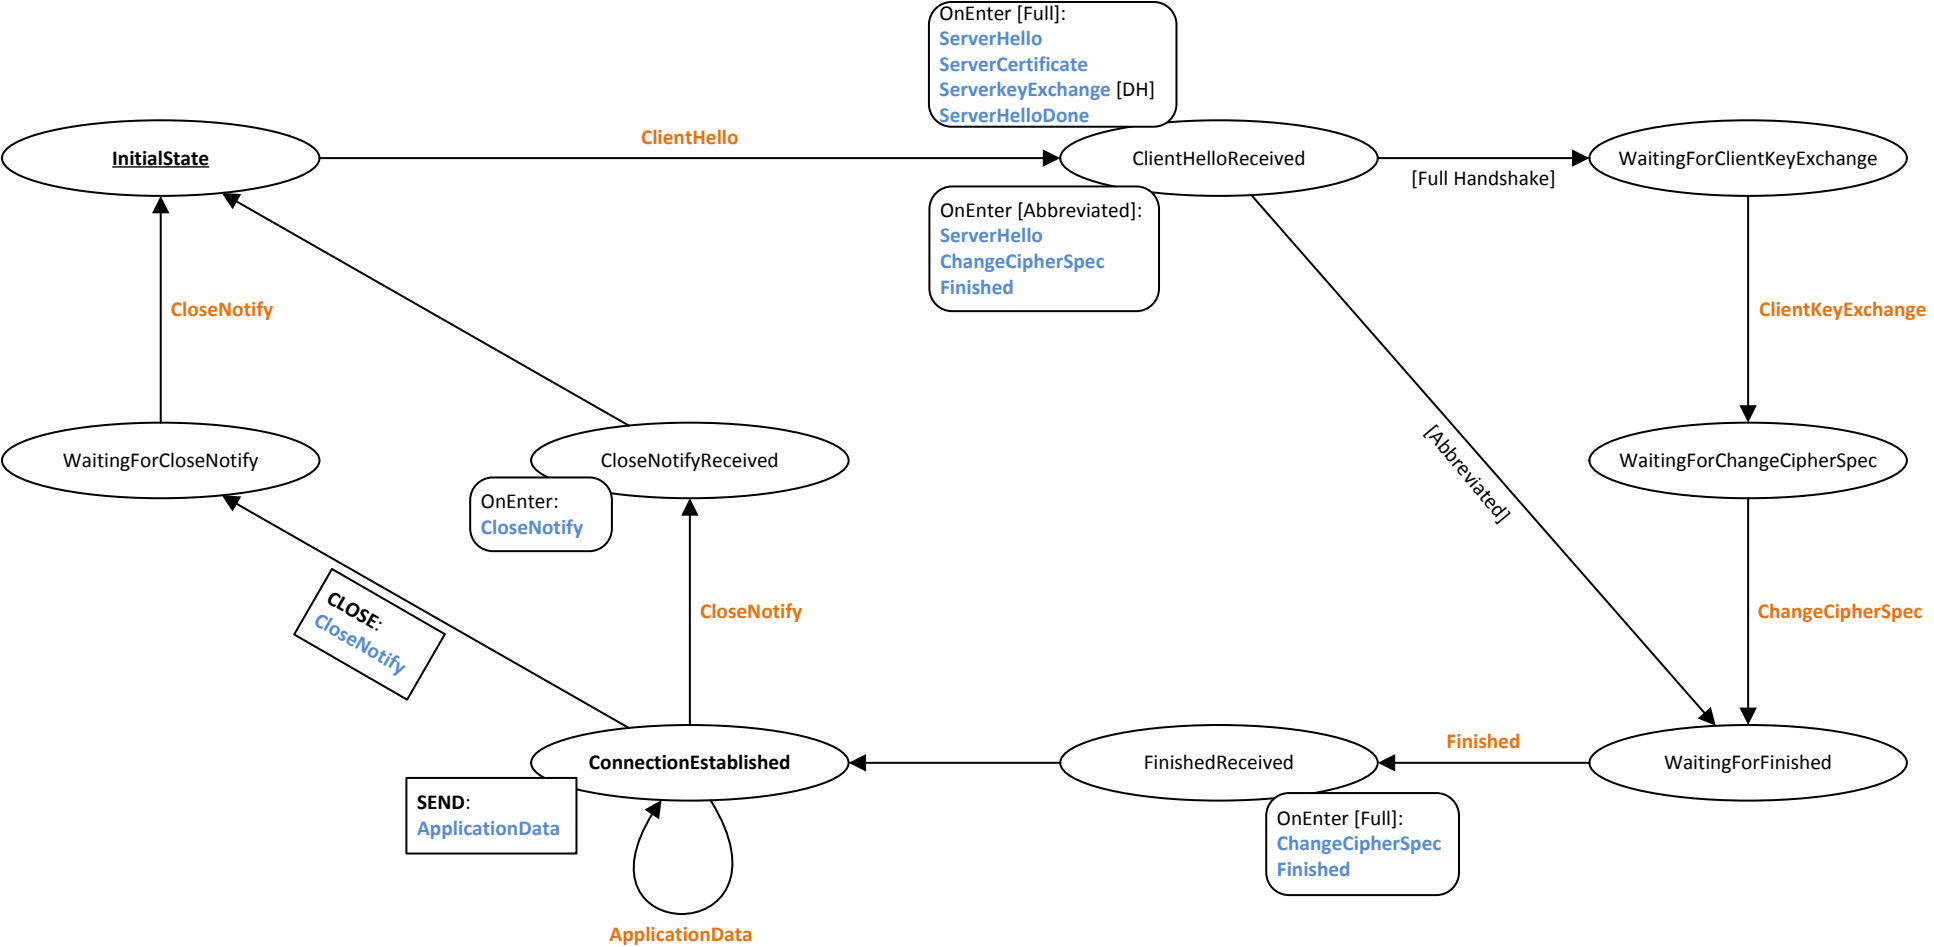 OnEnter [Full]:
ServerHello
ServerCertificate
ServerkeyExchange [DH]
ServerHelloDone
InitialState
ClientHello
ClientHelloReceived
[Full Handshake]
WaitingForClientKeyExchange
OnEnter [Abbreviated]:
ServerHello
ChangeCipherSpec
Finished
CloseNotify
ClientKeyExchange
WaitingForCloseNotify
CloseNotifyReceived
[Abbreviated]
WaitingForChangeCipherSpec
OnEnter:
CloseNotify
CLOSE:
CloseNotify
CloseNotify
ChangeCipherSpec
ConnectionEstablished
FinishedReceived
Finished
WaitingForFinished
SEND:
ApplicationData
OnEnter [Full]:
ChangeCipherSpec
Finished
ApplicationData